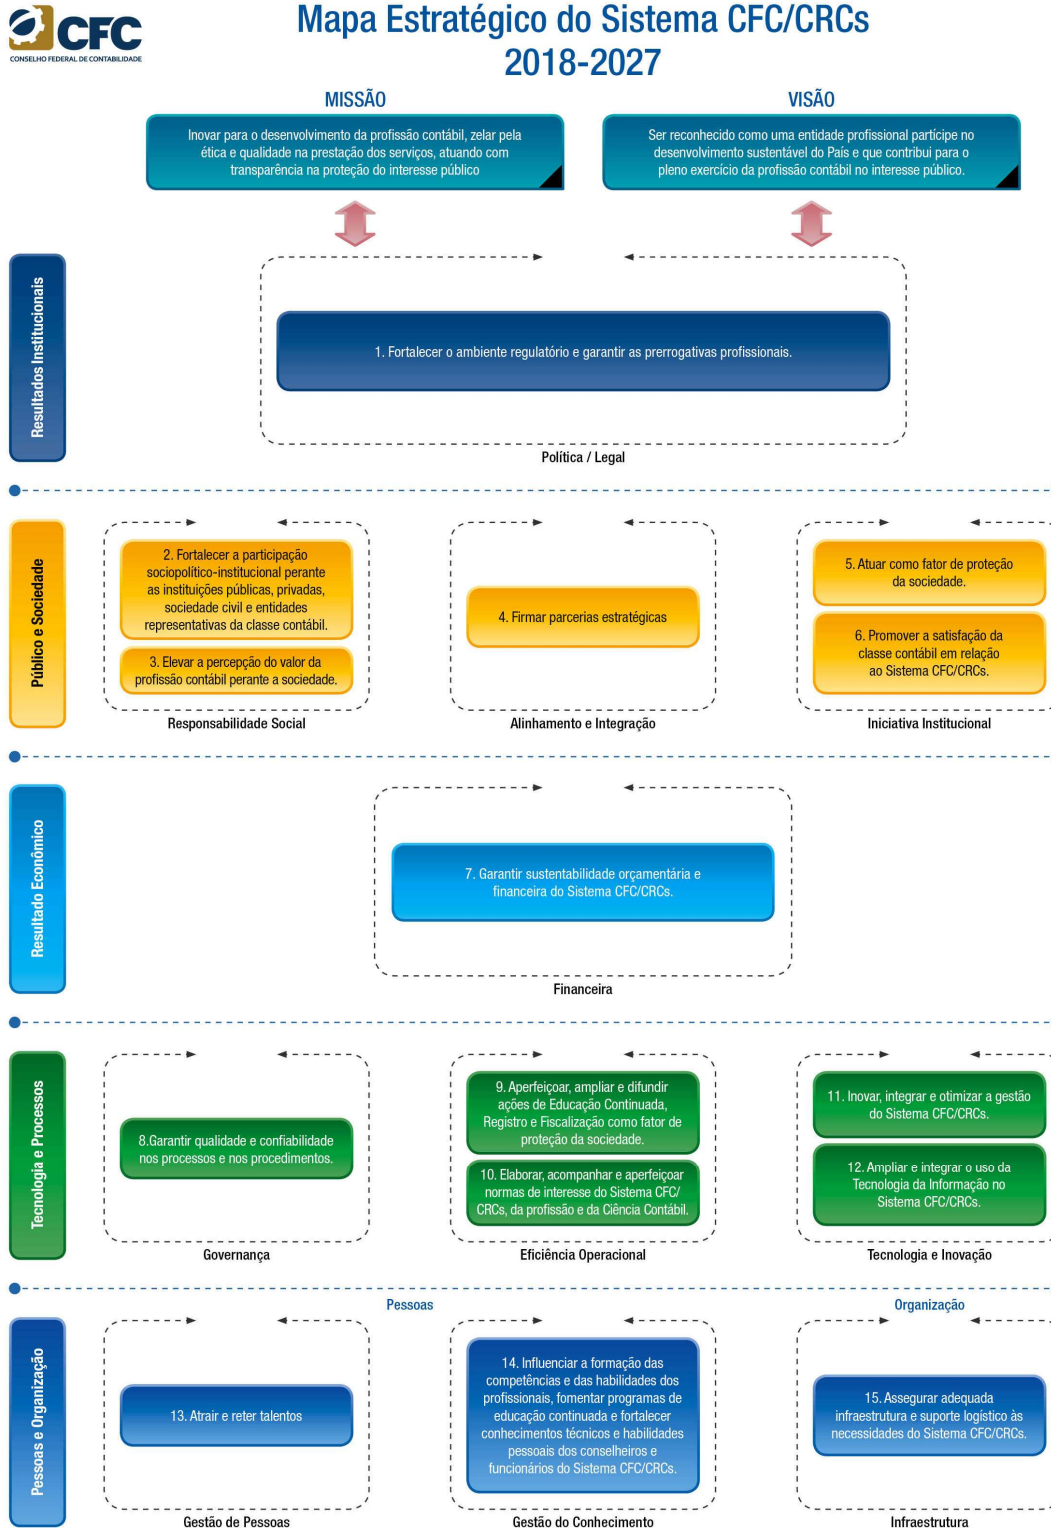 CFC
CONSELHO FEDERAL DE CONTABILIDADE
Mapa Estratégico do Sistema CFC/CRCs
2018-2027
MISSÃO
Inovar para o desenvolvimento da profissão contábil, zelar pela
ética e qualidade na prestação dos serviços, atuando com
transparência na proteção do interesse público
VISÃO
Ser reconhecido como uma entidade profissional partícipe no
desenvolvimento sustentável do País e que contribui para o
pleno exercício da profissão contábil no interesse público.
Resultados Institucionais
1. Fortalecer o ambiente regulatório e garantir as prerrogativas profissionais.
Política / Legal
Público e Sociedade
2. Fortalecer a participação
sociopolítico-institucional perante
as instituições públicas, privadas,
sociedade civil e entidades
representativas da classe contábil.
3. Elevar a percepção do valor da
profissão contábil perante a sociedade.
Responsabilidade Social
4. Firmar parcerias estratégicas
Alinhamento e Integração
5. Atuar como fator de proteção
da sociedade.
6. Promover a satisfação da
classe contábil em relação
ao Sistema CFC/CRCs.
Iniciativa Institucional
Resultado Econômico
7. Garantir sustentabilidade orçamentária e
financeira do Sistema CFC/CRCs.
Financeira
Tecnologia e Processos
8.Garantir qualidade e confiabilidade
nos processos e nos procedimentos.
Governança
9. Aperfeiçoar, ampliar e difundir
ações de Educação Continuada,
Registro e Fiscalização como fator de
proteção da sociedade.
10. Elaborar, acompanhar e aperfeiçoar
normas de interesse do Sistema CFC/
CRCs, da profissão e da Ciência Contábil.
Eficiência Operacional
11. Inovar, integrar e otimizar a gestão
do Sistema CFC/CRCs.
12. Ampliar e integrar o uso da
Tecnologia da Informação no
Sistema CFC/CRCs.
Tecnologia e Inovação
Pessoas e Organização
Pessoas
Organização
13. Atrair e reter talentos
Gestão de Pessoas
14. Influenciar a formação das
competências e das habilidades dos
profissionais, fomentar programas de
educação continuada e fortalecer
conhecimentos técnicos e habilidades
pessoais dos conselheiros e
funcionários do Sistema CFC/CRCs.
Gestão do Conhecimento
15. Assegurar adequada
infraestrutura e suporte logístico às
necessidades do Sistema CFC/CRCs.
Infraestrutura